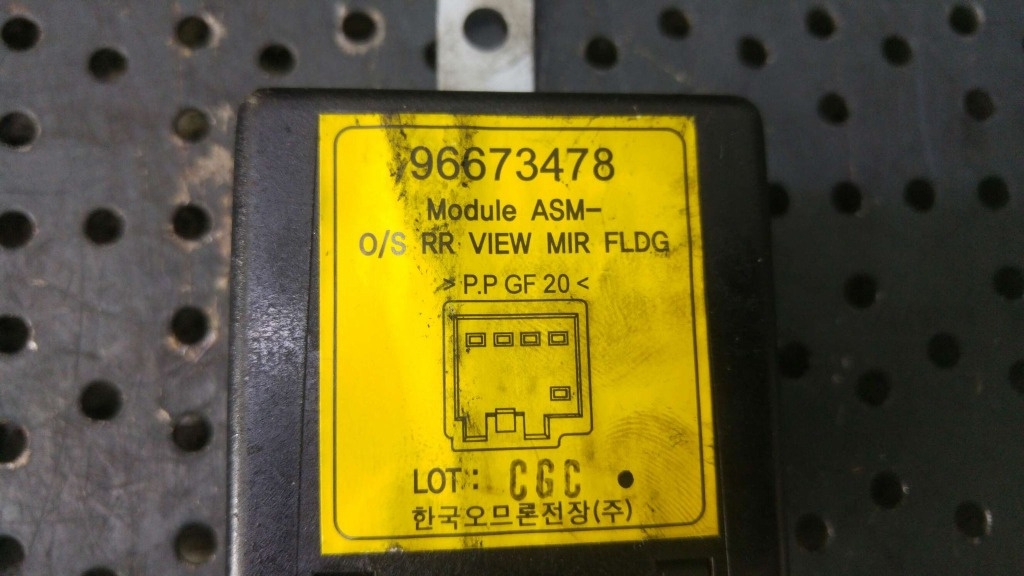 96673478
Module ASM-
O/S RR VIEW MIR FLDG
> P.P GF 20 <
LOT: CGC •
한국오므론전장(주)